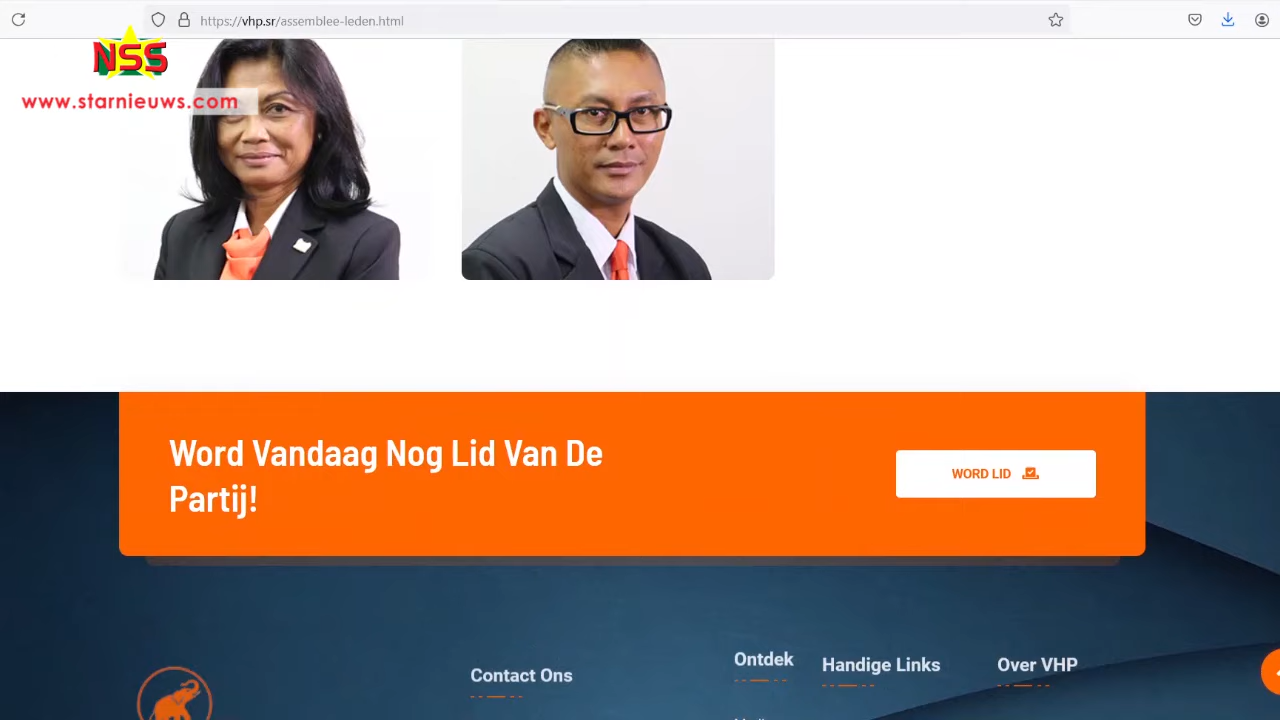 https://vhp.sr/assemblee-leden.html
NSS
www.starnieuws.com
Word Vandaag Nog Lid Van De
Partij!
WORD LID
Contact Ons
Ontdek
Handige Links
Over VHP